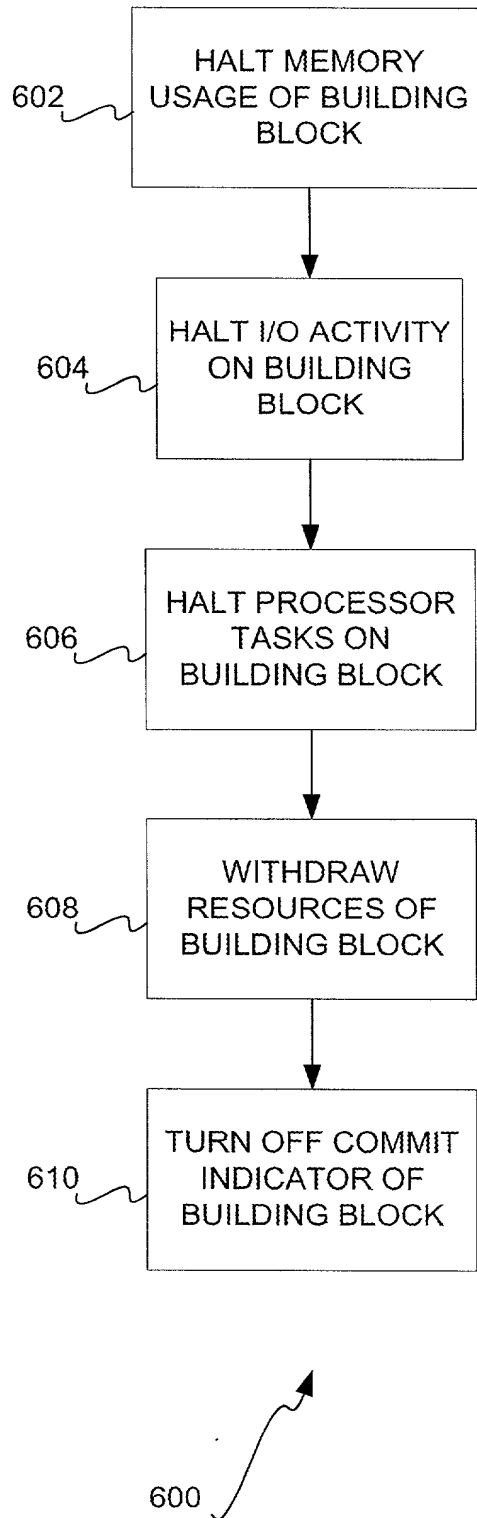 HALT MEMORY
USAGE OF BUILDING
BLOCK
602
HALT I/O ACTIVITY
ON BUILDING
BLOCK
604
HALT PROCESSOR
TASKS ON
BUILDING BLOCK
606
WITHDRAW
RESOURCES OF
BUILDING BLOCK
608
TURN OFF COMMIT
INDICATOR OF
BUILDING BLOCK
610
600